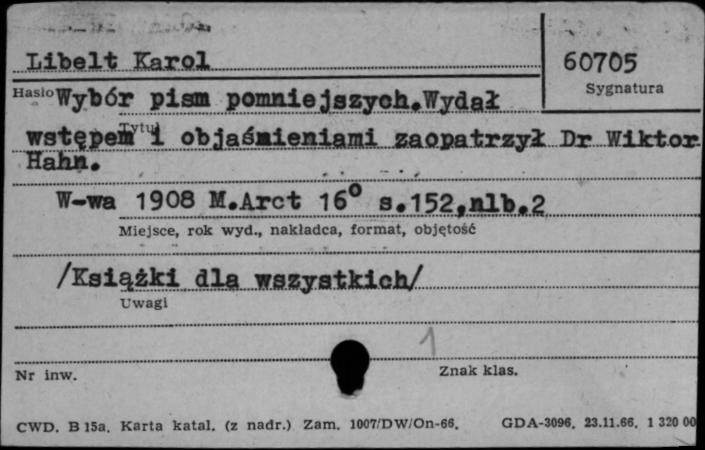 Libelt Karol
60705
Sygnatura
Hasło Wybór pism pomniejszych.Wydał
Tytuł
wstępem i objaśnieniami zaopatrzył Dr Wiktor
Hahn.
W-wa 1908 M.Arct 16° s.152,nlb.2
Miejsce, rok wyd., nakładca, format, objętość
/Książki dla wszystkich/
Uwagi
1
Nr inw.
Znak klas.
CWD. B 15a. Karta katal. (z nadr.) Zam. 1007/DW/On-66. GDA-3096. 23.11.66. 1 320 00